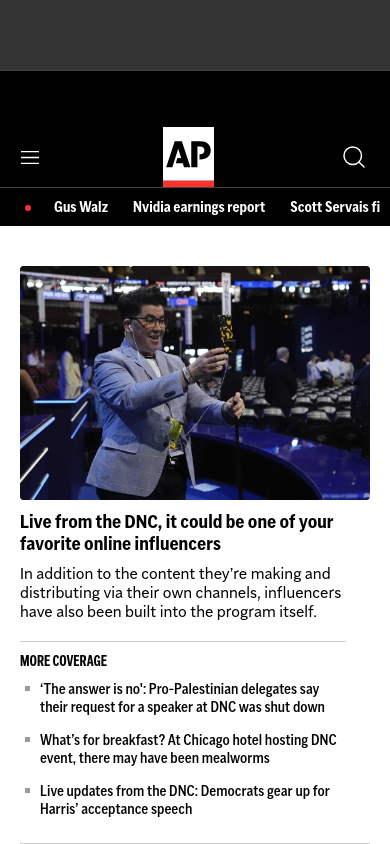 AP
Gus Walz
Nvidia earnings report
Scott Servais fi
CNN
Live from the DNC, it could be one of your
favorite online influencers
In addition to the content they’re making and
distributing via their own channels, influencers
have also been built into the program itself.
MORE COVERAGE
‘The answer is no': Pro-Palestinian delegates say
their request for a speaker at DNC was shut down
What’s for breakfast? At Chicago hotel hosting DNC
event, there may have been mealworms
Live updates from the DNC: Democrats gear up for
Harris’ acceptance speech